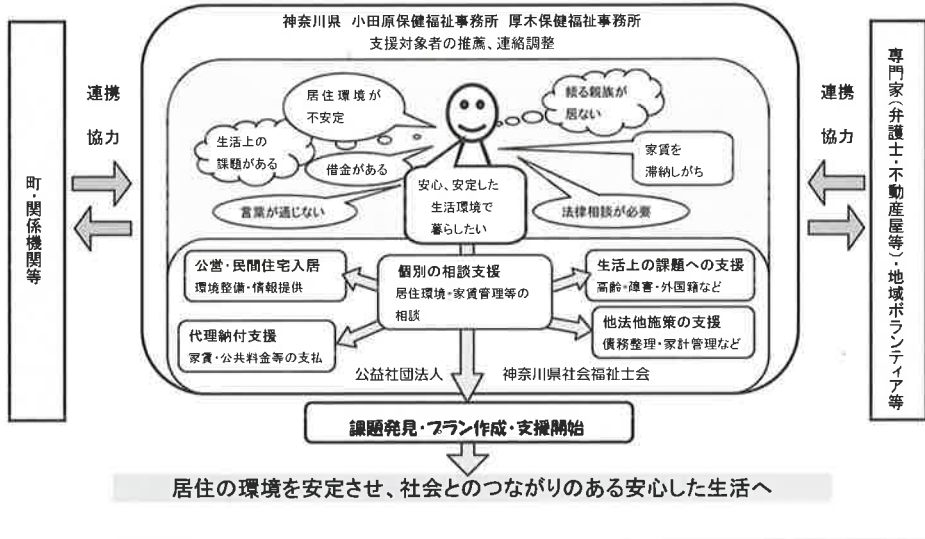 神奈川県 小田原保健福祉事務所 厚木保健福祉事務所
支援対象者の推薦、連絡調整
町・関係機関等
連携
協力
居住環境が
不安定
頼る親族が
居ない
生活上の
課題がある
借金がある
家賃を
滞納しがち
言葉が通じない
安心、安定した
生活環境で
暮らしたい
法律相談が必要
連携
協力
専門家(弁護士・不動産屋等)・地域ボランティア等
公営・民間住宅入居
環境整備・情報提供
個別の相談支援
居住環境・家賃管理等の
相談
生活上の課題への支援
高齢・障害・外国籍など
代理納付支援
家賃・公共料金等の支払
他法他施策の支援
債務整理・家計管理など
公益社団法人 神奈川県社会福祉士会
課題発見・プラン作成・支援開始
居住の環境を安定させ、社会とのつながりのある安心した生活へ